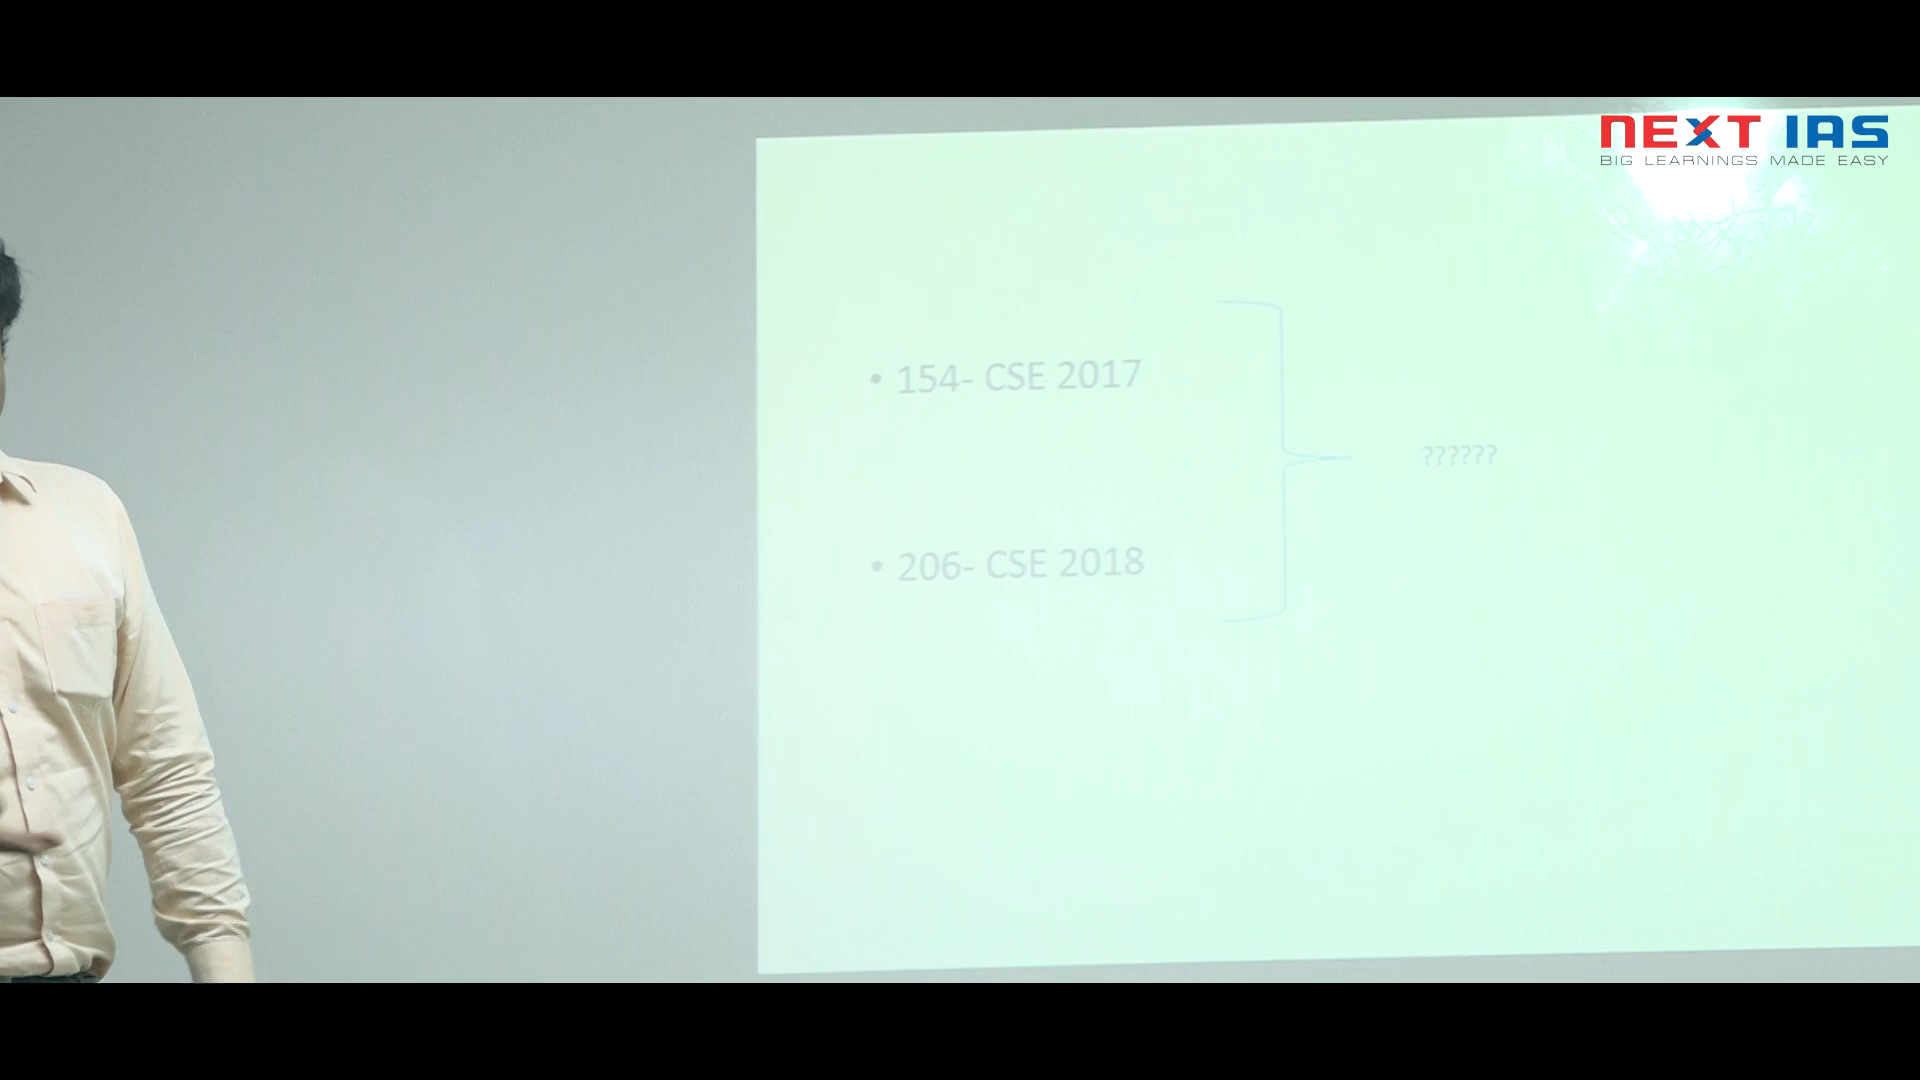 NEXT IAS
BIG LEARNINGS MADE EASY
• 154- CSE 2017
??????
• 206- CSE 2018